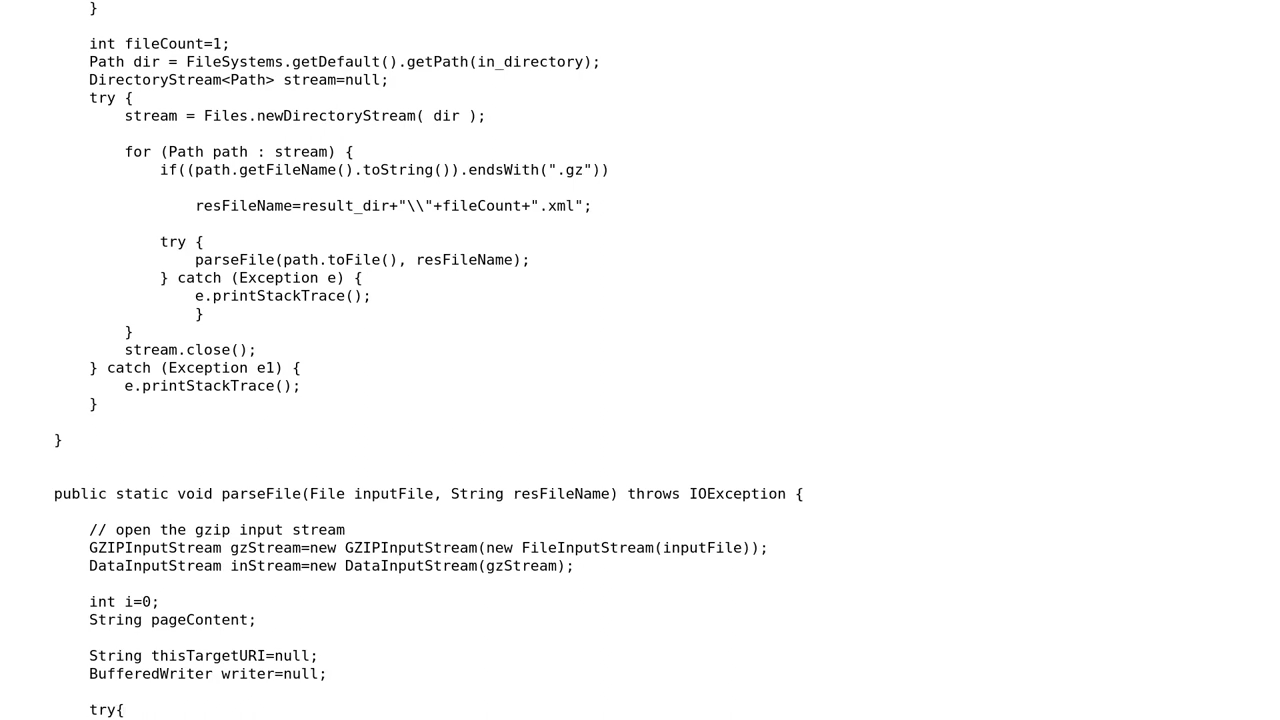 }
int fileCount=1;
Path dir = FileSystems.getDefault().getPath(in_directory);
DirectoryStream<Path> stream=null;
try {
stream = Files.newDirectoryStream( dir );
for (Path path : stream) {
if((path.getFileName().toString()).endsWith(".gz"))
resFileName=result_dir+"\\"+fileCount+".xml";
try {
parseFile(path.toFile(), resFileName);
} catch (Exception e) {
e.printStackTrace();
}
}
stream.close();
} catch (Exception e1) {
e.printStackTrace();
}
}
public static void parseFile(File inputFile, String resFileName) throws IOException {
// open the gzip input stream
GZIPInputStream gzStream=new GZIPInputStream(new FileInputStream(inputFile));
DataInputStream inStream=new DataInputStream(gzStream);
int i=0;
String pageContent;
String thisTargetURI=null;
BufferedWriter writer=null;
try{